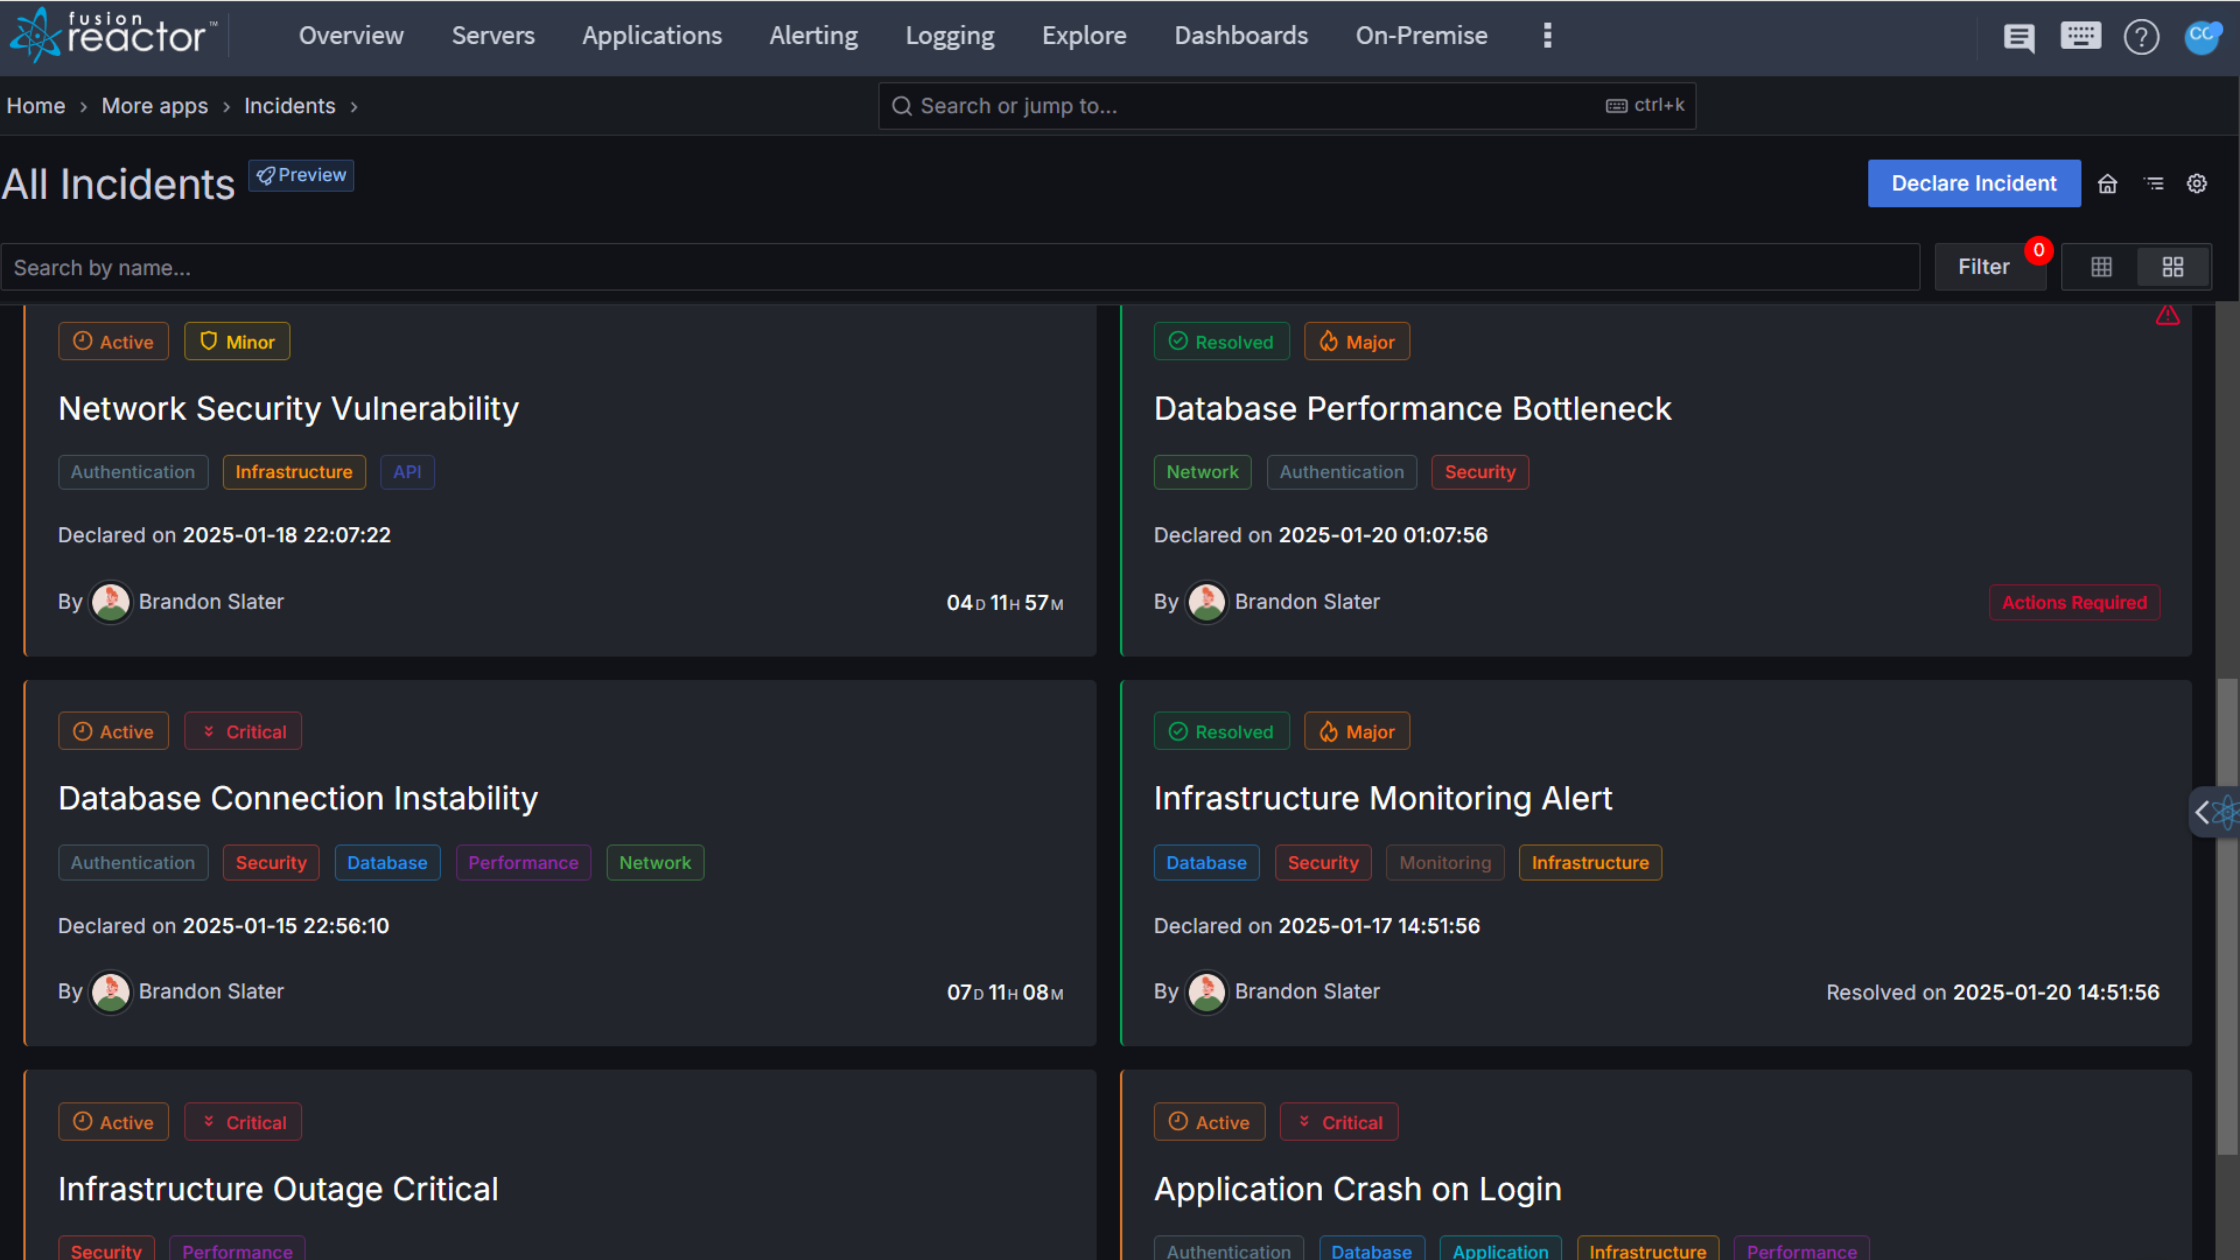 fusion
reactor™
Overview Servers Applications Alerting Logging Explore Dashboards On-Premise
CC
Home › More apps › Incidents ›
Search or jump to...
ctrl+k
All Incidents
Preview
Declare Incident
Search by name...
Filter
0
Active Minor
Network Security Vulnerability
Authentication Infrastructure API
Declared on 2025-01-18 22:07:22
By Brandon Slater
04D 11H 57M
Resolved Major
Database Performance Bottleneck
Network Authentication Security
Declared on 2025-01-20 01:07:56
By Brandon Slater
Actions Required
Active Critical
Database Connection Instability
Authentication Security Database Performance Network
Declared on 2025-01-15 22:56:10
By Brandon Slater
07D 11H 08M
Resolved Major
Infrastructure Monitoring Alert
Database Security Monitoring Infrastructure
Declared on 2025-01-17 14:51:56
By Brandon Slater
Resolved on 2025-01-20 14:51:56
Active Critical
Infrastructure Outage Critical
Security Performance
Active Critical
Application Crash on Login
Authentication Database Application Infrastructure Performance